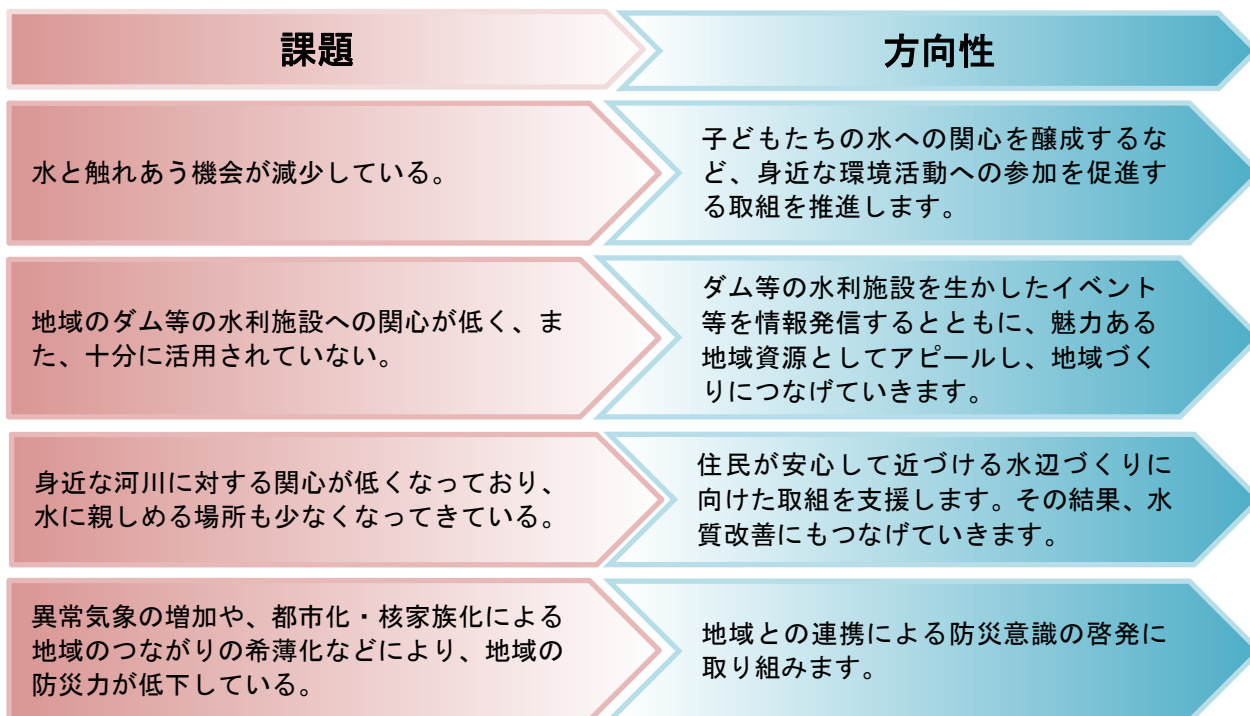 課題
方向性
水と触れあう機会が減少している。
子どもたちの水への関心を醸成するな
ど、身近な環境活動への参加を促進す
る取組を推進します。
地域のダム等の水利施設への関心が低く、ま
た、十分に活用されていない。
ダム等の水利施設を生かしたイベント
等を情報発信するとともに、魅力ある
地域資源としてアピールし、地域づく
りにつなげていきます。
身近な河川に対する関心が低くなっており、
水に親しめる場所も少なくなってきている。
住民が安心して近づける水辺づくりに
向けた取組を支援します。その結果、水
質改善にもつなげていきます。
異常気象の増加や、都市化・核家族化による
地域のつながりの希薄化などにより、地域の
防災力が低下している。
地域との連携による防災意識の啓発に
取り組みます。